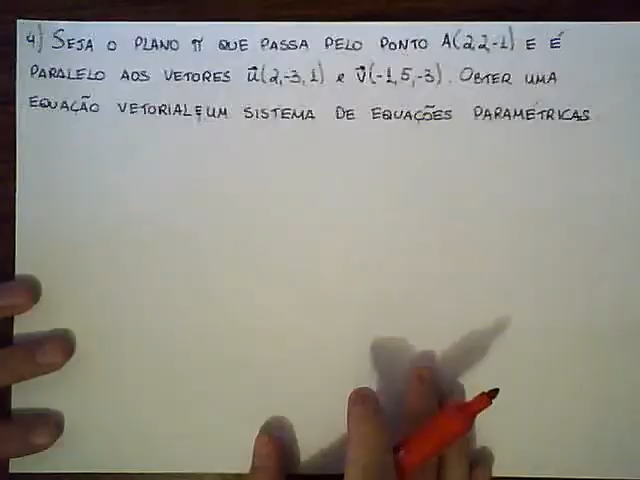 4) SEJA O PLANO π QUE PASSA PELO PONTO A(2,2-1) E É
PARALELO AOS VETORES u⃗(2,-3,1) e v⃗(-1,5,-3). OBTER UMA
EQUAÇÃO VETORIAL E UM SISTEMA DE EQUAÇÕES PARAMÉTRICAS